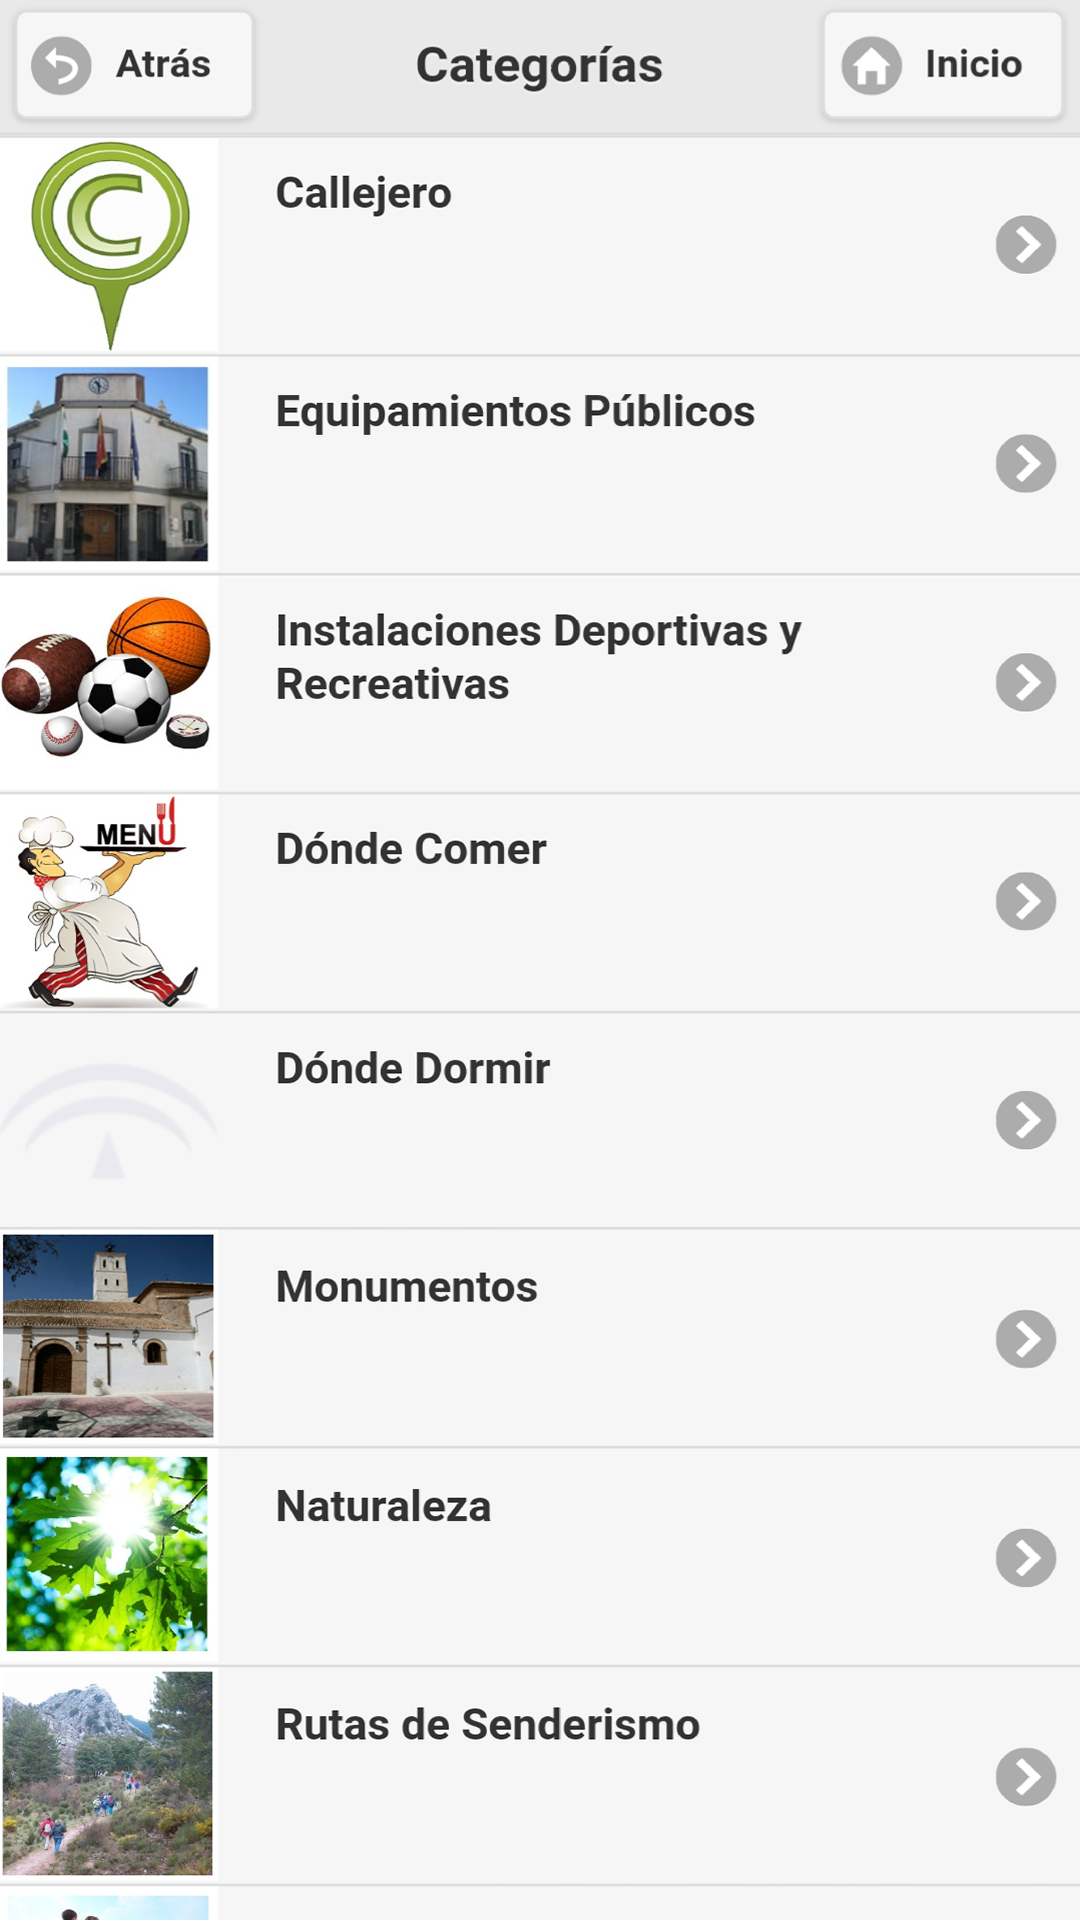 Atrás
Categorías
Inicio
C
Callejero
Equipamientos Públicos
Instalaciones Deportivas y
Recreativas
MENU
Dónde Comer
Dónde Dormir
Monumentos
Naturaleza
Rutas de Senderismo